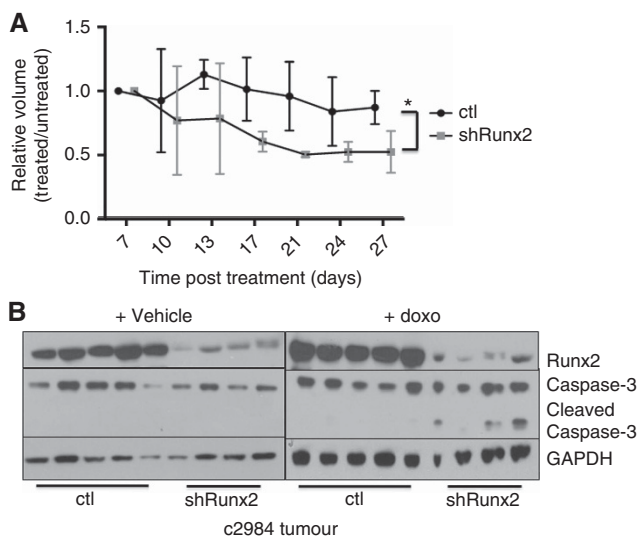 A
Relative volume
(treated/untreated)
1.5
1.0
0.5
0.0
7 10 13 17 21 24 27
Time post treatment (days)
*
ctl
shRunx2
B
+ Vehicle + doxo
Runx2
Caspase-3
Cleaved
Caspase-3
GAPDH
ctl shRunx2 ctl shRunx2
c2984 tumour